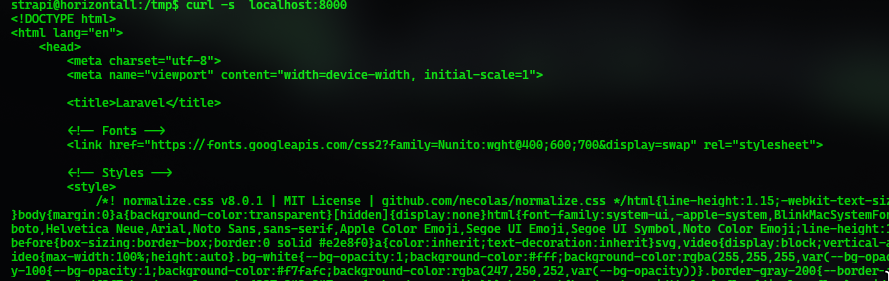 strapi@horizontall:/tmp$ curl -s  localhost:8000
<!DOCTYPE html>
<html lang="en">
    <head>
        <meta charset="utf-8">
        <meta name="viewport" content="width=device-width, initial-scale=1">
        <title>Laravel</title>
        <!-- Fonts -->
        <link href="https://fonts.googleapis.com/css2?family=Nunito:wght@400;600;700&display=swap" rel="stylesheet">
        <!-- Styles -->
        <style>
            /*! normalize.css v8.0.1 | MIT License | github.com/necolas/normalize.css */html{line-height:1.15;-webkit-text-siz
}body{margin:0}a{background-color:transparent}[hidden]{display:none}html{font-family:system-ui,-apple-system,BlinkMacSystemFon
boto,Helvetica Neue,Arial,Noto Sans,sans-serif,Apple Color Emoji,Segoe UI Emoji,Segoe UI Symbol,Noto Color Emoji;line-height:1
before{box-sizing:border-box;border:0 solid #e2e8f0}a{color:inherit;text-decoration:inherit}svg,video{display:block;vertical-a
ideo{max-width:100%;height:auto}.bg-white{--bg-opacity:1;background-color:#fff;background-color:rgba(255,255,255,var(--bg-opac
y-100{--bg-opacity:1;background-color:#f7fafc;background-color:rgba(247,250,252,var(--bg-opacity))}.border-gray-200{--border-